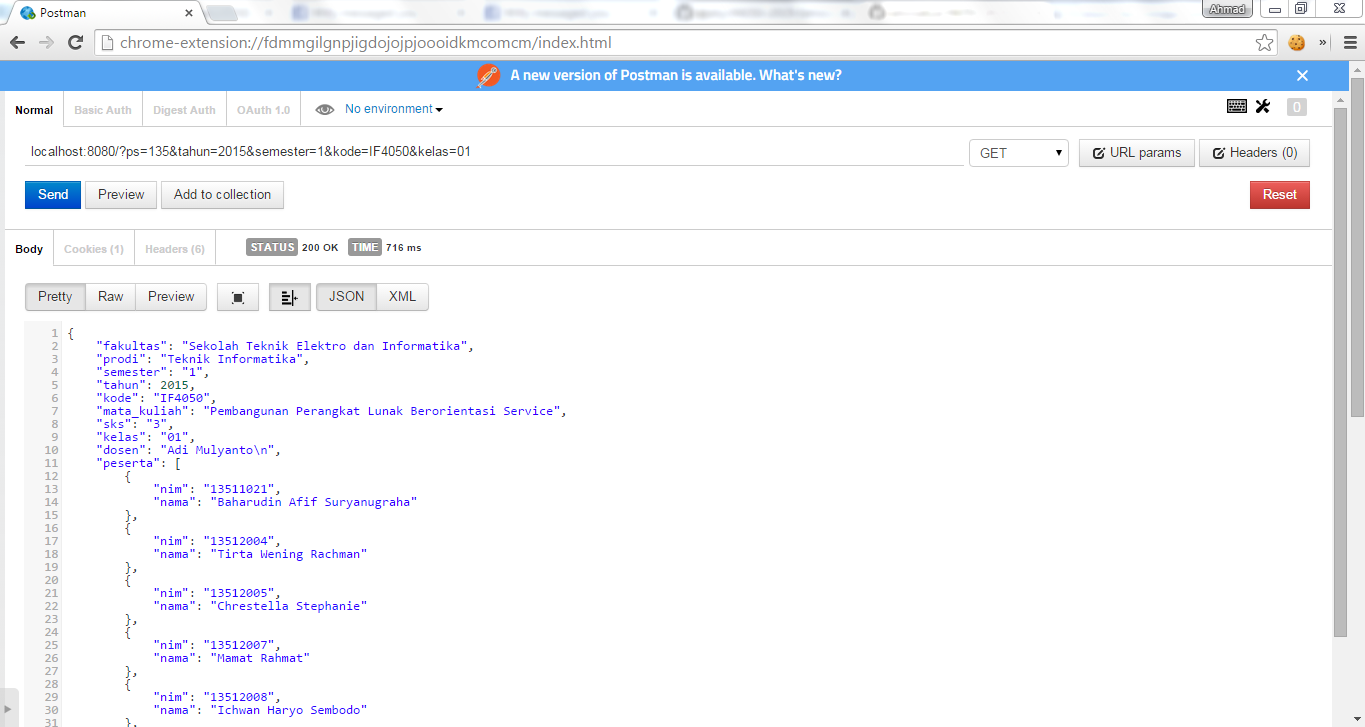 Postman
Ahmad
chrome-extension://fdmmgilgnpjigdojojpjoooidkmcomcm/index.html
»
A new version of Postman is available. What's new?
Normal Basic Auth Digest Auth OAuth 1.0 No environment 0
localhost:8080/?ps=135&tahun=2015&semester=1&kode=IF4050&kelas=01 GET URL params Headers (0)
Send Preview Add to collection Reset
Body Cookies (1) Headers (6) STATUS 200 OK TIME 716 ms
Pretty Raw Preview JSON XML
1 {
2 "fakultas": "Sekolah Teknik Elektro dan Informatika",
3 "prodi": "Teknik Informatika",
4 "semester": "1",
5 "tahun": 2015,
6 "kode": "IF4050",
7 "mata_kuliah": "Pembangunan Perangkat Lunak Berorientasi Service",
8 "sks": "3",
9 "kelas": "01",
10 "dosen": "Adi Mulyanto\n",
11 "peserta": [
12 {
13 "nim": "13511021",
14 "nama": "Baharudin Afif Suryanugraha"
15 },
16 {
17 "nim": "13512004",
18 "nama": "Tirta Wening Rachman"
19 },
20 {
21 "nim": "13512005",
22 "nama": "Chrestella Stephanie"
23 },
24 {
25 "nim": "13512007",
26 "nama": "Mamat Rahmat"
27 },
28 {
29 "nim": "13512008",
30 "nama": "Ichwan Haryo Sembodo"
31 },